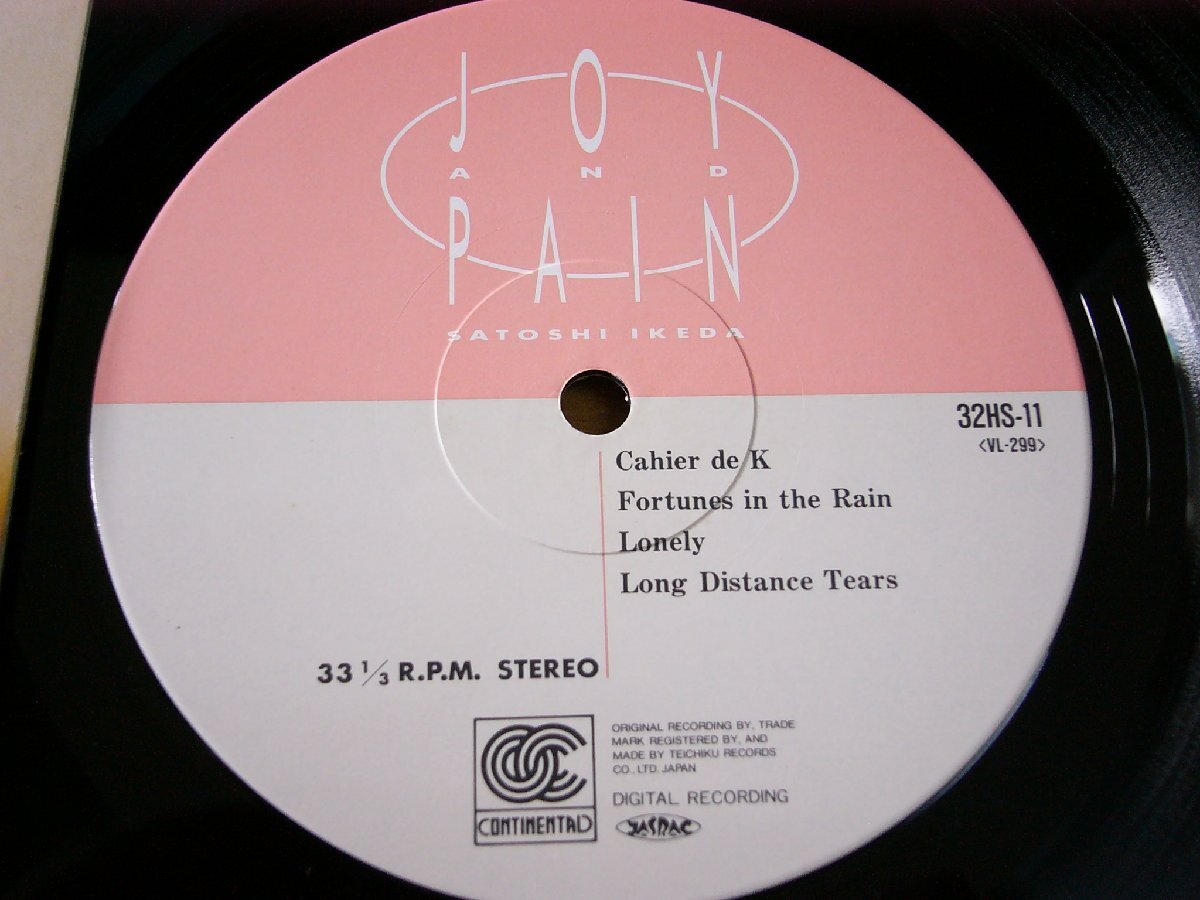 JOY
AND
PAIN
SATOSHI IKEDA
32HS-11
<VL-299>
Cahier de K
Fortunes in the Rain
Lonely
Long Distance Tears
33 1/3 R.P.M. STEREO
CONTINENTAL
ORIGINAL RECORDING BY, TRADE
MARK REGISTERED BY, AND
MADE BY TEICHIKU RECORDS
CO., LTD. JAPAN
DIGITAL RECORDING
JASRAC